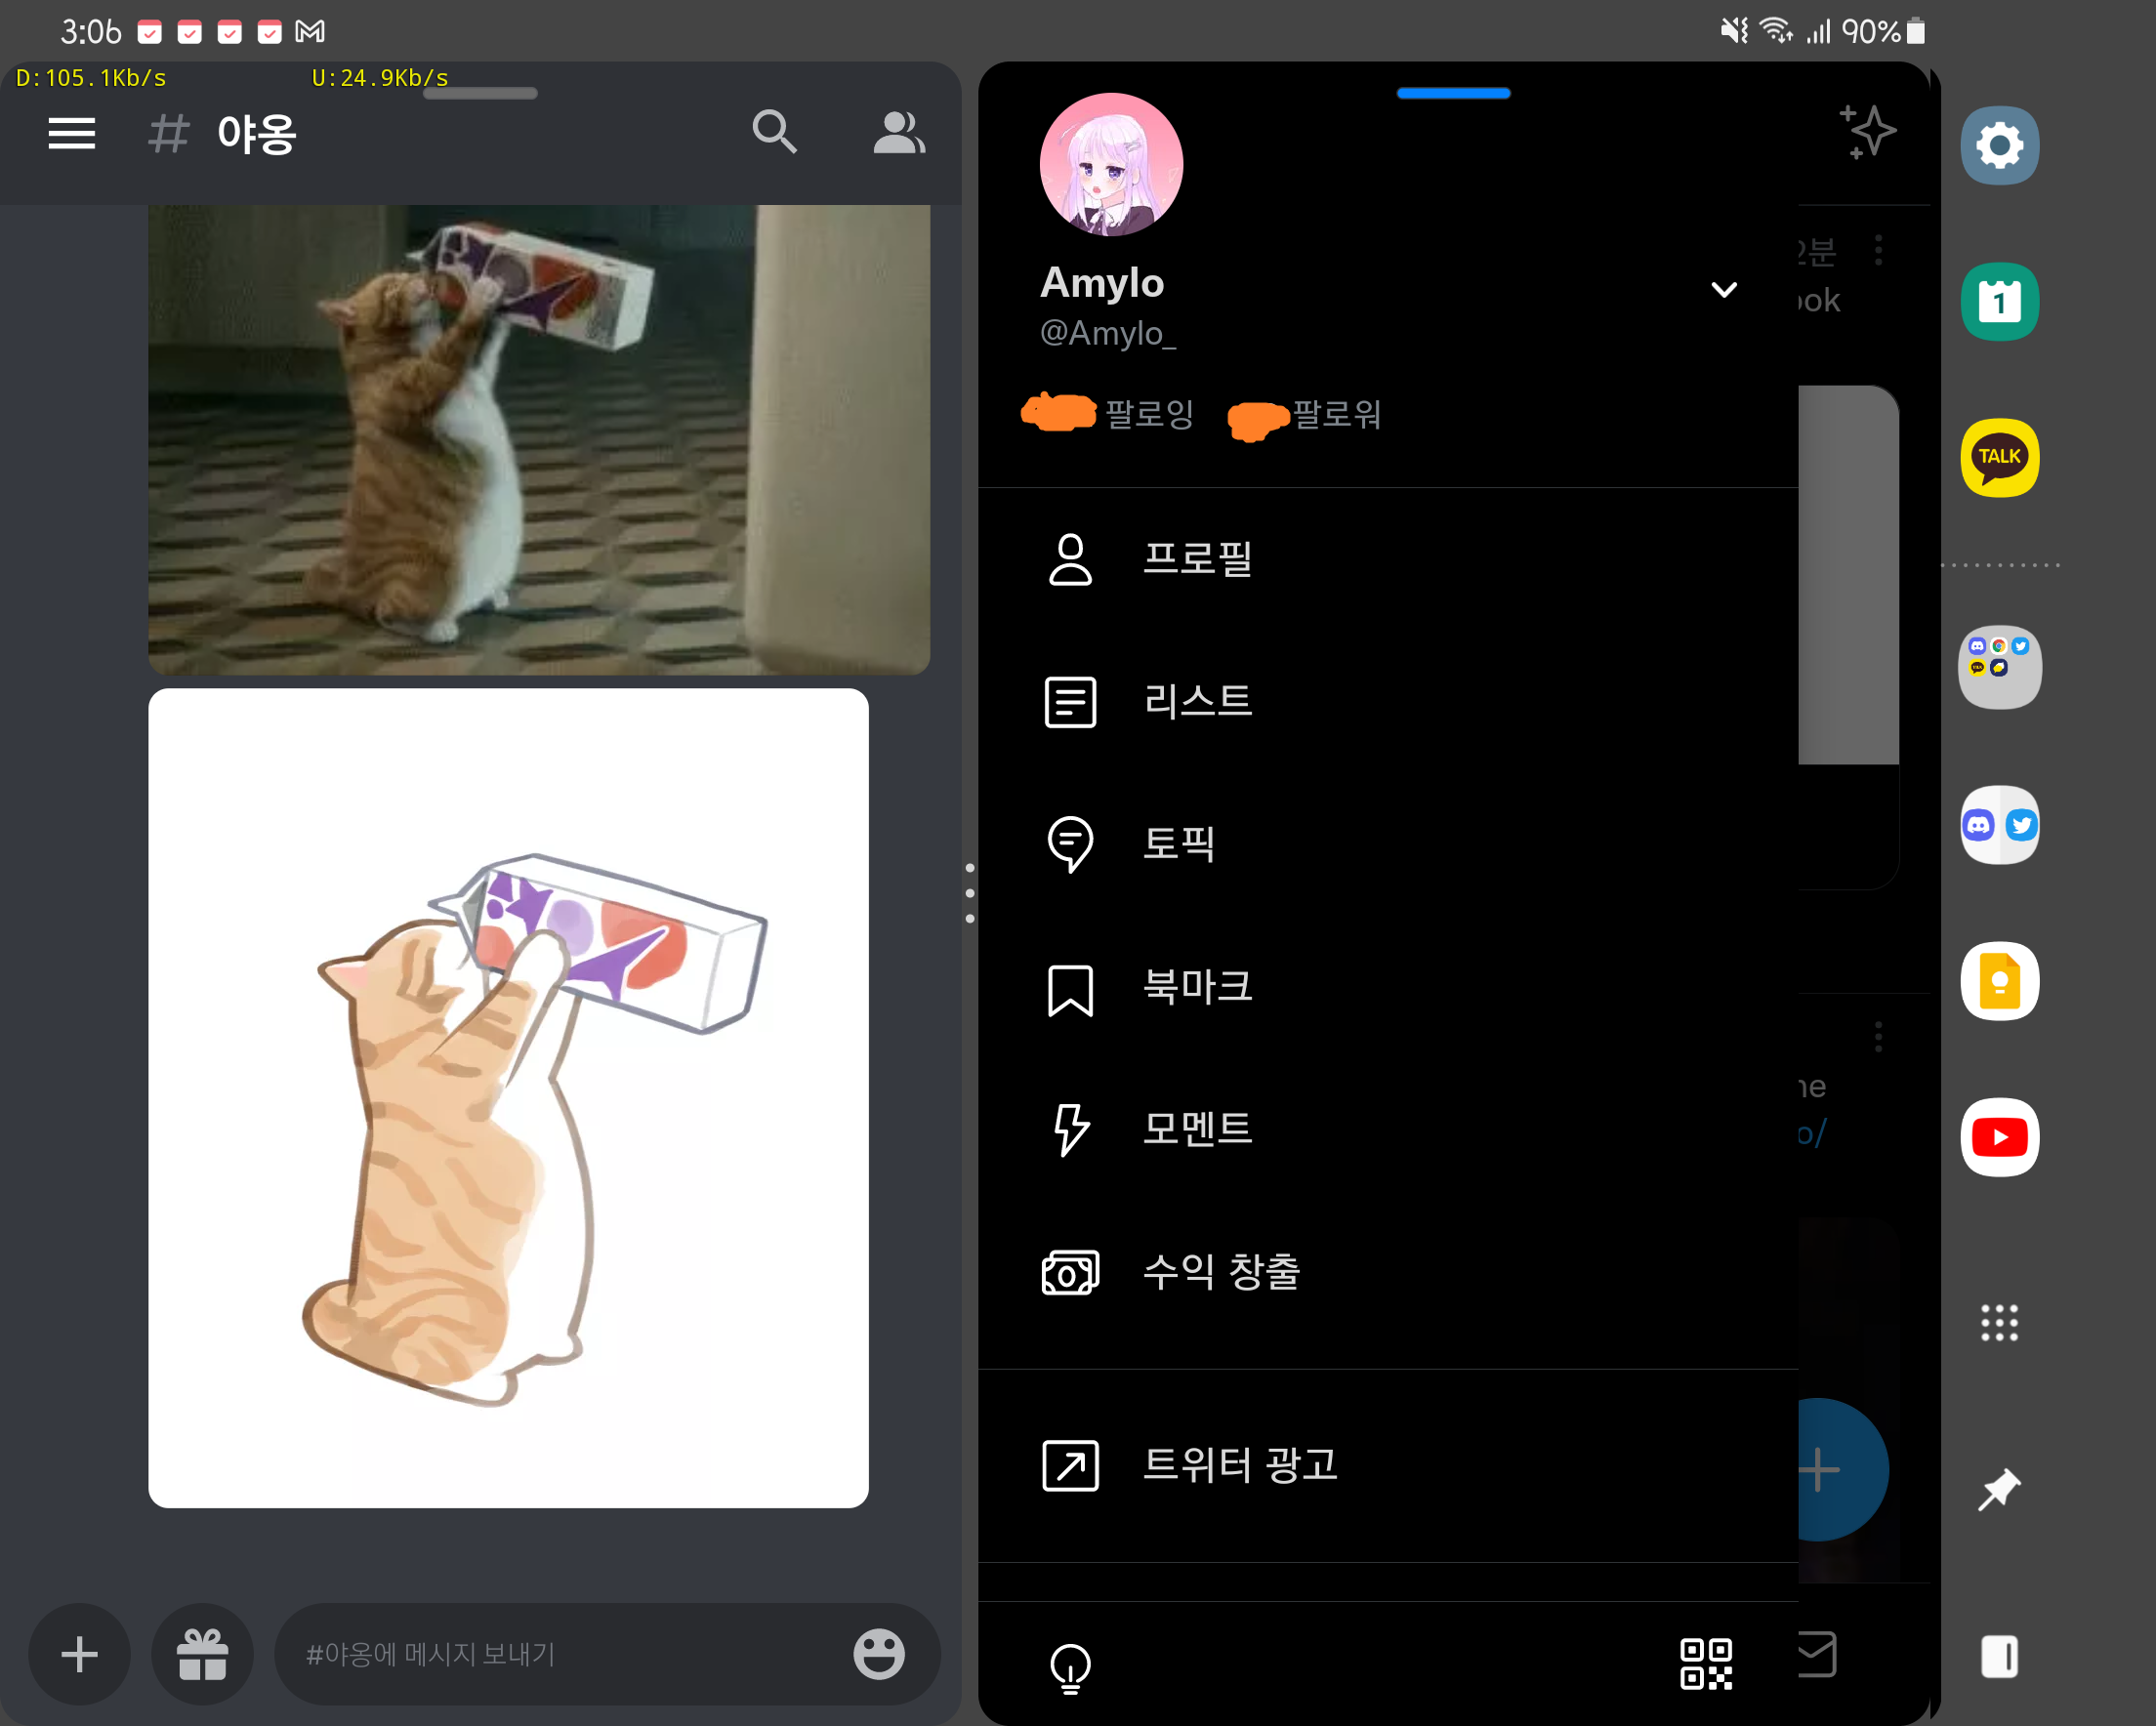 3:06
90%
D:105.1Kb/s U:24.9Kb/s
# 야옹
#야옹에 메시지 보내기
Amylo
@Amylo_
팔로잉 팔로워
프로필
리스트
토픽
북마크
모멘트
수익 창출
트위터 광고
2분
ook
ne
o/
1
TALK